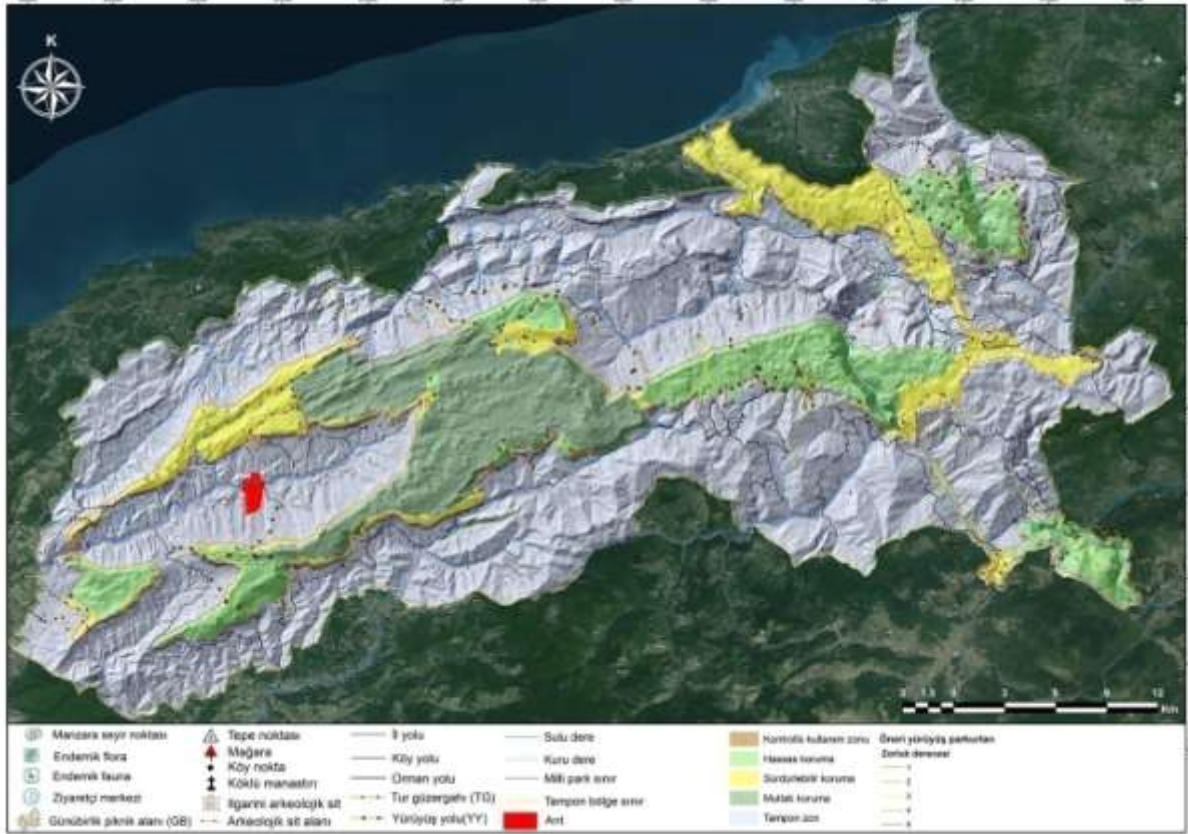 K
Km
Manzara seyir noktası
Endemik flora
Endemik fauna
Ziyaretçi merkezi
Günübirlik piknik alanı (GB)
Tepe noktası
Mağara
Köy nokta
Köklü manastırı
Ilgarini arkeolojik sit
Arkeolojik sit alanı
İl yolu
Köy yolu
Orman yolu
Tur güzergahı (TG)
Yürüyüş yolu(YY)
Sulu dere
Kuru dere
Milli park sınır
Tampon bölge sınır
Anıt
Kontrollü kullanım zonu
Hassas koruma
Sürdürülebilir koruma
Mutlak koruma
Tampon zon
Öneri yürüyüş parkurları
Zorluk derecesi